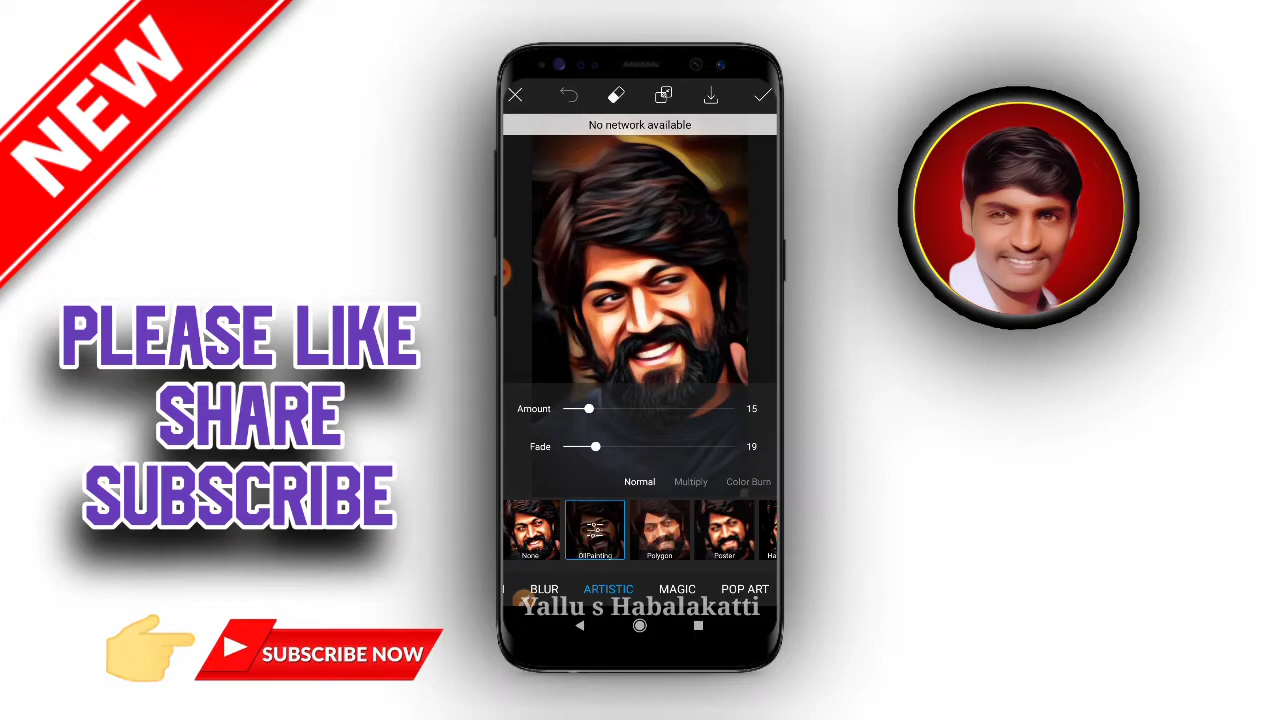 NEW
No network available
PLEASE LIKE
SHARE
SUBSCRIBE
Amount 15
Fade 19
Normal Multiply Color Burn
None OilPainting Polygon Poster Ha
BLUR ARTISTIC MAGIC POP ART
Yallu s Habalakatti
SUBSCRIBE NOW